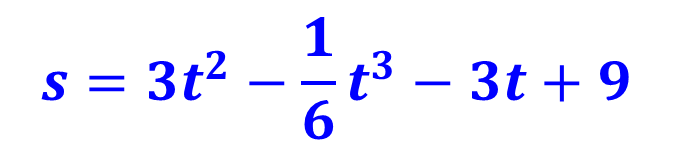 s = 3t² − 1/6 t³ − 3t + 9